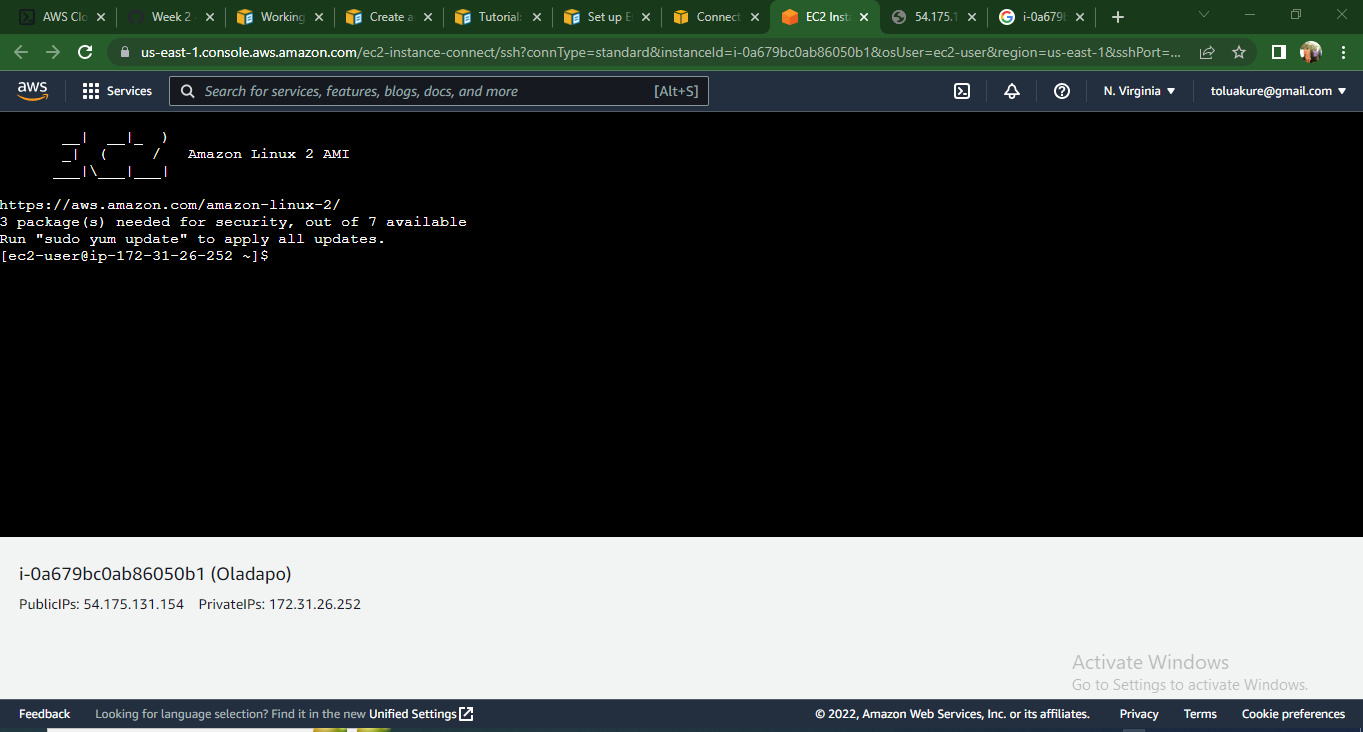 AWS Clo
Week 2
Working
Create a
Tutorial:
Set up E
Connect
EC2 Inst
54.175.1
i-0a679
us-east-1.console.aws.amazon.com/ec2-instance-connect/ssh?connType=standard&instanceId=i-0a679bc0ab86050b1&osUser=ec2-user&region=us-east-1&sshPort=...
aws Services Search for services, features, blogs, docs, and more [Alt+S] N. Virginia ▼ toluakure@gmail.com ▼
__| __|_ )
_| ( / Amazon Linux 2 AMI
___|\___|___|
https://aws.amazon.com/amazon-linux-2/
3 package(s) needed for security, out of 7 available
Run "sudo yum update" to apply all updates.
[ec2-user@ip-172-31-26-252 ~]$
i-0a679bc0ab86050b1 (Oladapo)
PublicIPs: 54.175.131.154 PrivateIPs: 172.31.26.252
Activate Windows
Go to Settings to activate Windows.
Feedback Looking for language selection? Find it in the new Unified Settings © 2022, Amazon Web Services, Inc. or its affiliates. Privacy Terms Cookie preferences